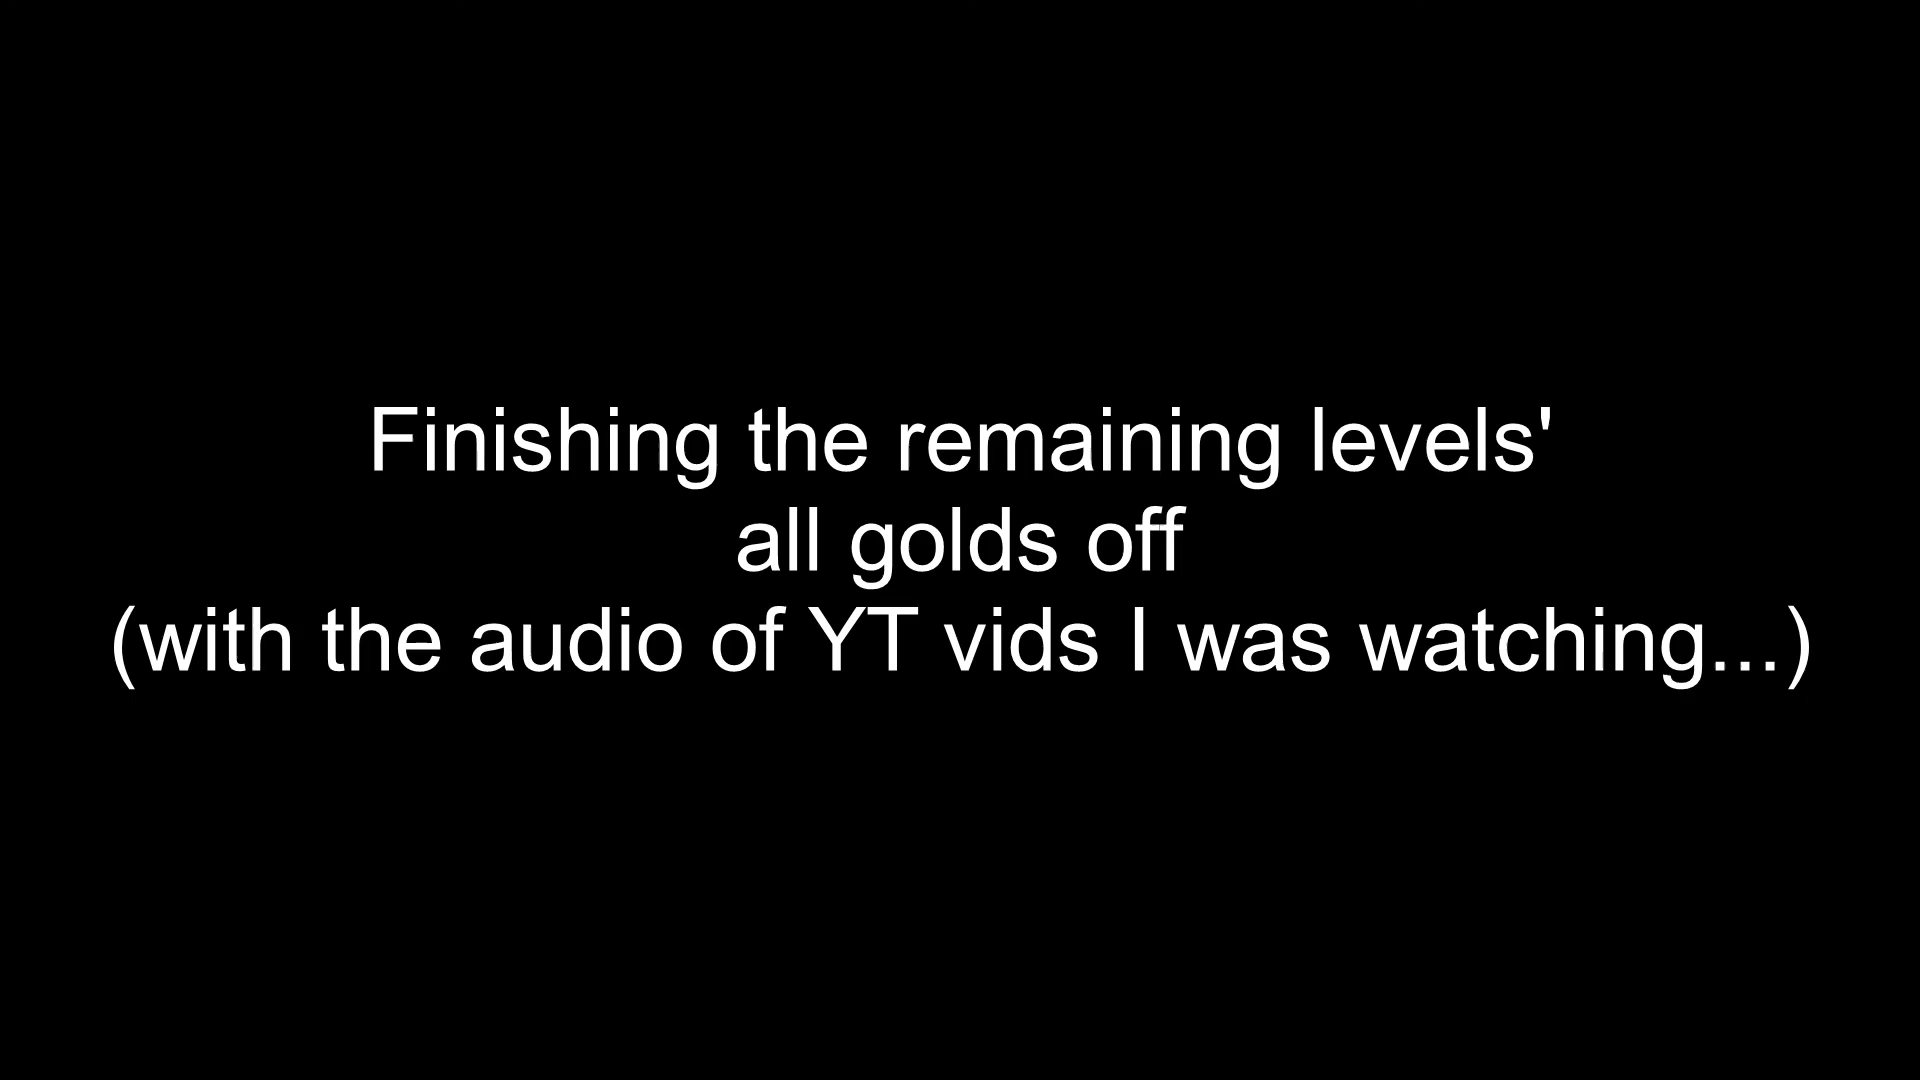 Finishing the remaining levels'
all golds off
(with the audio of YT vids I was watching...)